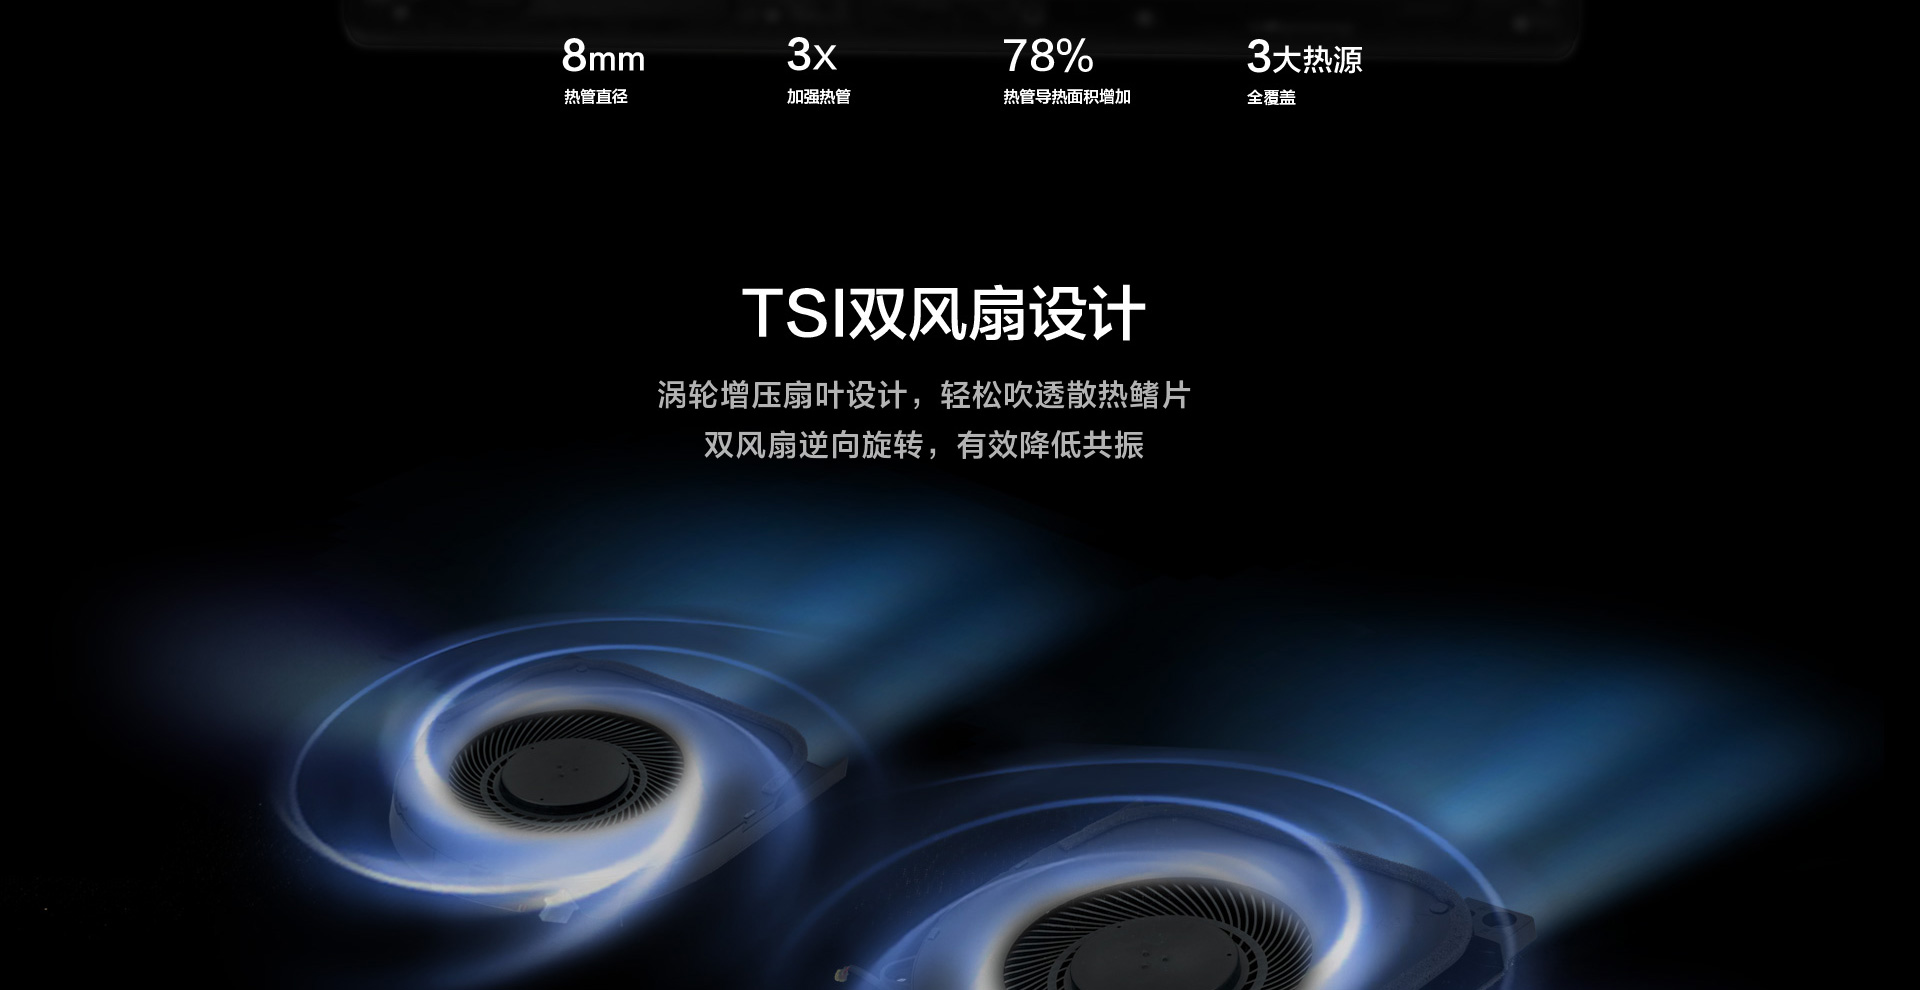 8mm
热管直径
3X
加强热管
78%
热管导热面积增加
3大热源
全覆盖
TSI双风扇设计
涡轮增压扇叶设计，轻松吹透散热鳍片
双风扇逆向旋转，有效降低共振